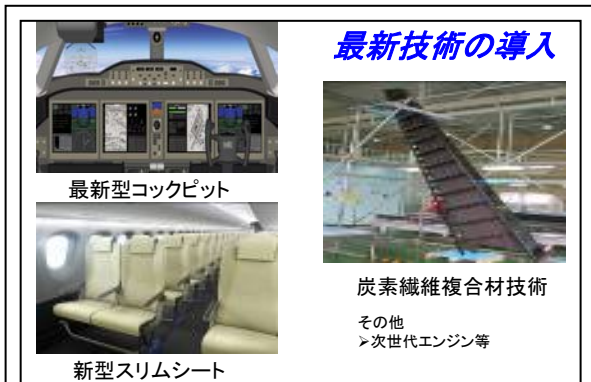 最新技術の導入
最新型コックピット
新型スリムシート
炭素繊維複合材技術
その他
➢次世代エンジン等